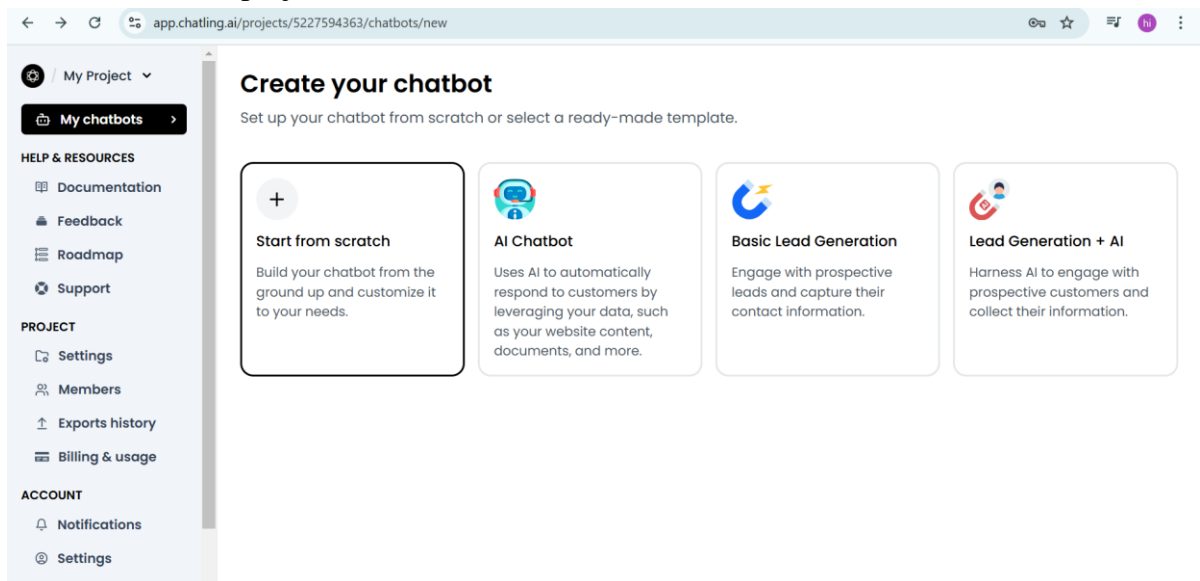 app.chatling.ai/projects/5227594363/chatbots/new
hi
/ My Project
My chatbots
HELP & RESOURCES
Documentation
Feedback
Roadmap
Support
PROJECT
Settings
Members
Exports history
Billing & usage
ACCOUNT
Notifications
Settings
Create your chatbot
Set up your chatbot from scratch or select a ready-made template.
Start from scratch
Build your chatbot from the
ground up and customize it
to your needs.
AI Chatbot
Uses AI to automatically
respond to customers by
leveraging your data, such
as your website content,
documents, and more.
Basic Lead Generation
Engage with prospective
leads and capture their
contact information.
Lead Generation + AI
Harness AI to engage with
prospective customers and
collect their information.